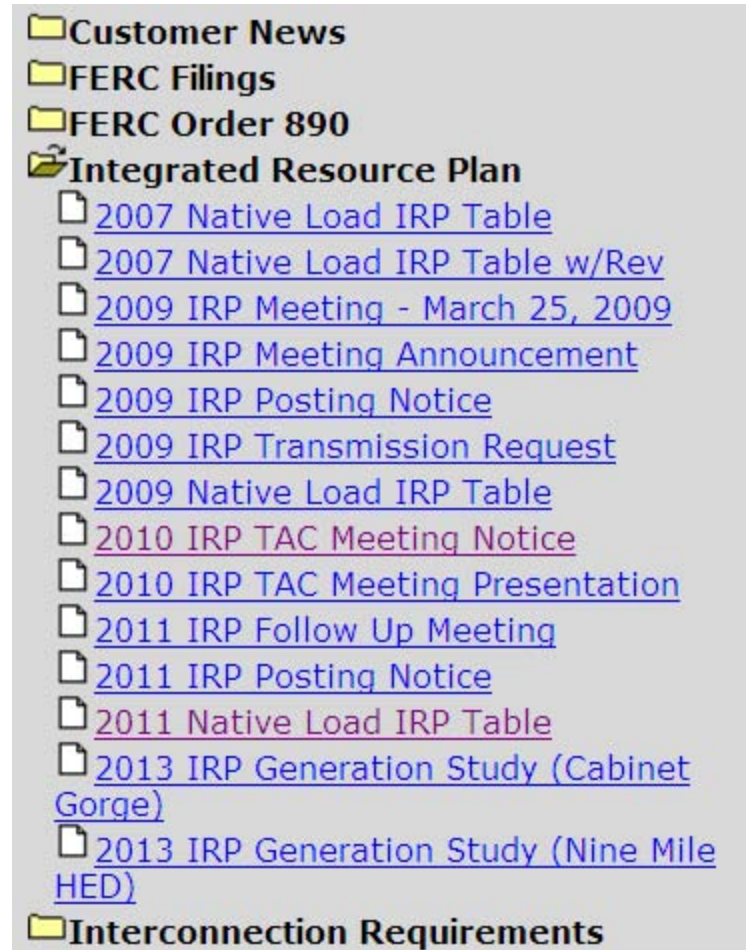 Customer News
FERC Filings
FERC Order 890
Integrated Resource Plan
2007 Native Load IRP Table
2007 Native Load IRP Table w/Rev
2009 IRP Meeting - March 25, 2009
2009 IRP Meeting Announcement
2009 IRP Posting Notice
2009 IRP Transmission Request
2009 Native Load IRP Table
2010 IRP TAC Meeting Notice
2010 IRP TAC Meeting Presentation
2011 IRP Follow Up Meeting
2011 IRP Posting Notice
2011 Native Load IRP Table
2013 IRP Generation Study (Cabinet
Gorge)
2013 IRP Generation Study (Nine Mile
HED)
Interconnection Requirements